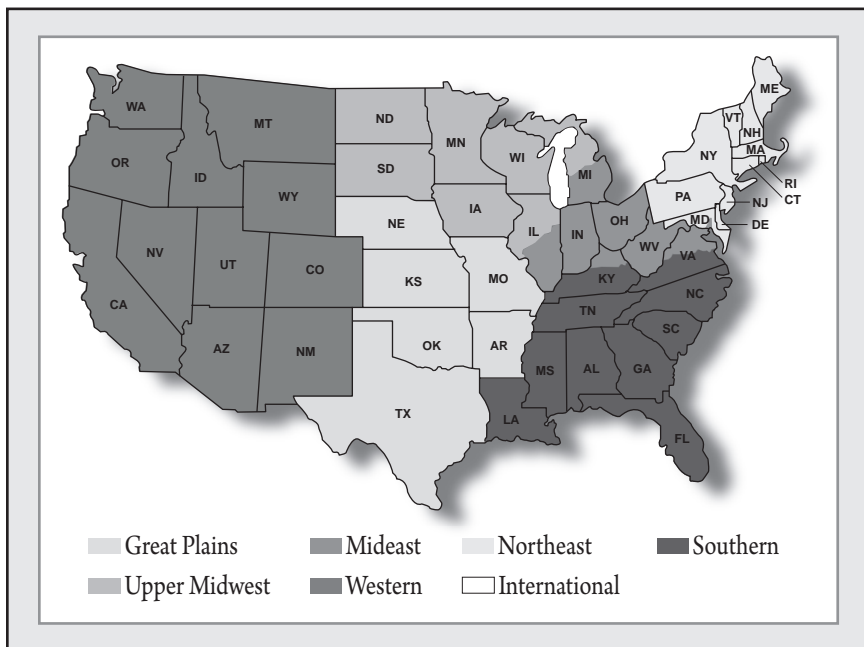 WA
MT
ND
MN
ME
VT
NH
OR
ID
SD
WI
MI
NY
MA
RI
CT
WY
IA
PA
NJ
NE
IL
IN
OH
MD
DE
NV
UT
CO
KS
MO
WV
VA
KY
CA
NC
TN
AZ
NM
OK
AR
SC
MS
AL
GA
TX
LA
FL
Great Plains Mideast Northeast Southern
Upper Midwest Western International